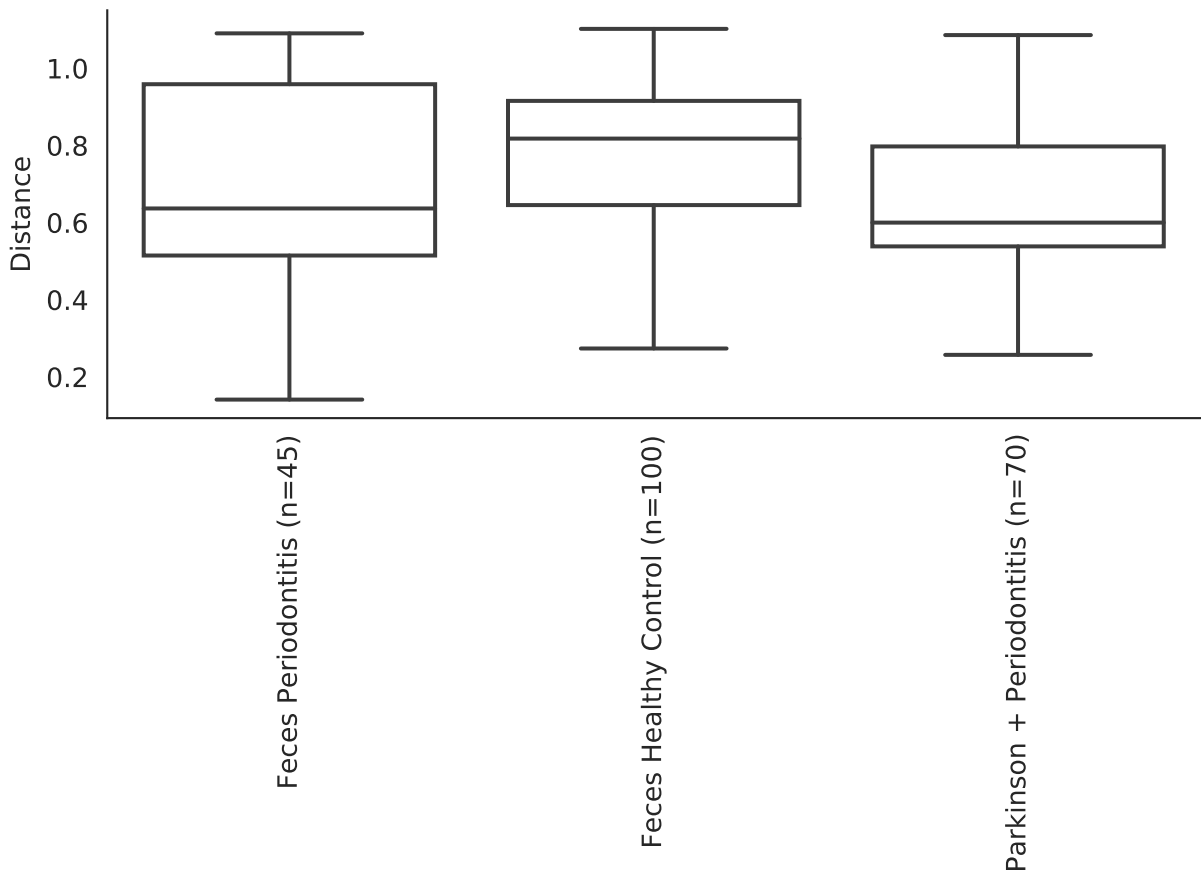 1.0
0.8
0.6
0.4
0.2
Distance
Feces Periodontitis (n=45)
Feces Healthy Control (n=100)
Parkinson + Periodontitis (n=70)